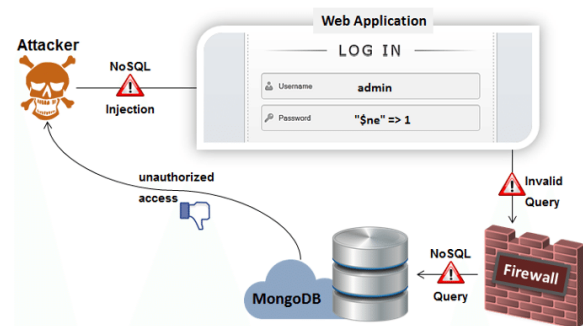 Web Application
Attacker
LOG IN
NoSQL
Injection
Username
admin
Password
"$ne" => 1
unauthorized
access
Invalid
Query
NoSQL
Query
Firewall
MongoDB